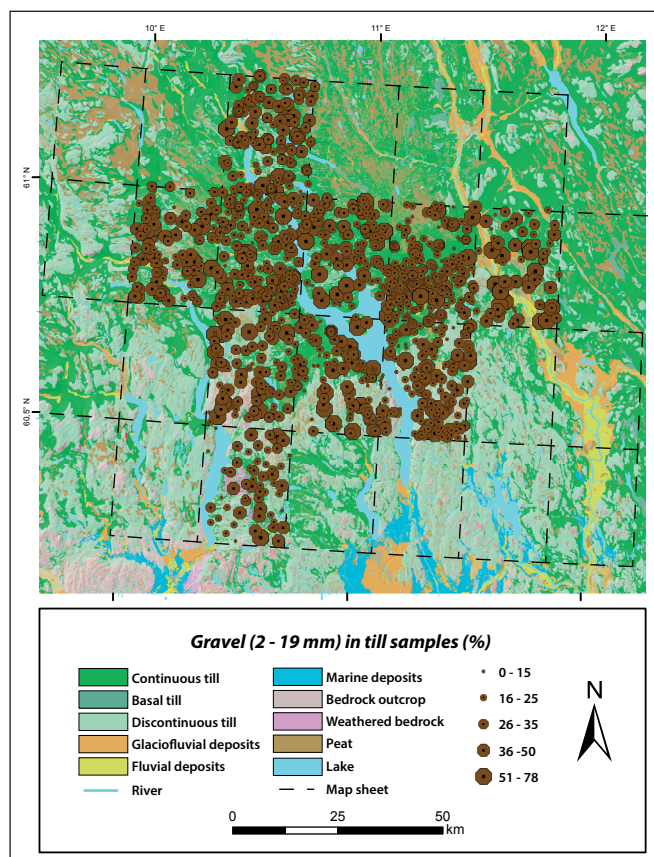 10° E 11° E 12° E
61° N
60,5° N
Gravel (2 - 19 mm) in till samples (%)
Continuous till
Basal till
Discontinuous till
Glaciofluvial deposits
Fluvial deposits
River
Marine deposits
Bedrock outcrop
Weathered bedrock
Peat
Lake
Map sheet
0 - 15
16 - 25
26 - 35
36 -50
51 - 78
N
0 25 50
km